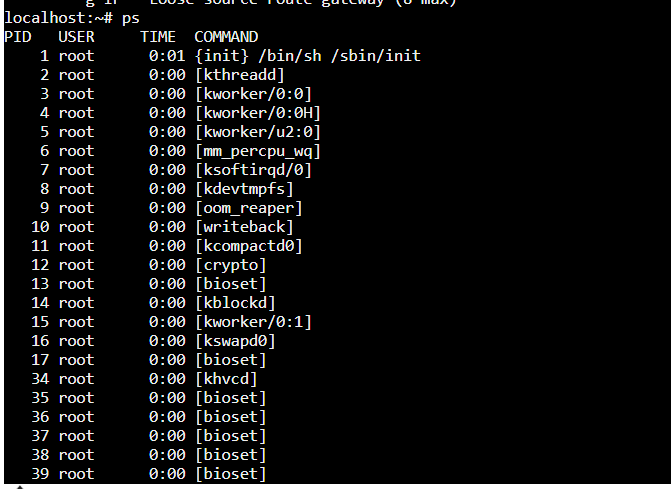 g ip Loose source route gateway (8 max)
localhost:~# ps
PID   USER     TIME  COMMAND
    1 root      0:01 {init} /bin/sh /sbin/init
    2 root      0:00 [kthreadd]
    3 root      0:00 [kworker/0:0]
    4 root      0:00 [kworker/0:0H]
    5 root      0:00 [kworker/u2:0]
    6 root      0:00 [mm_percpu_wq]
    7 root      0:00 [ksoftirqd/0]
    8 root      0:00 [kdevtmpfs]
    9 root      0:00 [oom_reaper]
   10 root      0:00 [writeback]
   11 root      0:00 [kcompactd0]
   12 root      0:00 [crypto]
   13 root      0:00 [bioset]
   14 root      0:00 [kblockd]
   15 root      0:00 [kworker/0:1]
   16 root      0:00 [kswapd0]
   17 root      0:00 [bioset]
   34 root      0:00 [khvcd]
   35 root      0:00 [bioset]
   36 root      0:00 [bioset]
   37 root      0:00 [bioset]
   38 root      0:00 [bioset]
   39 root      0:00 [bioset]